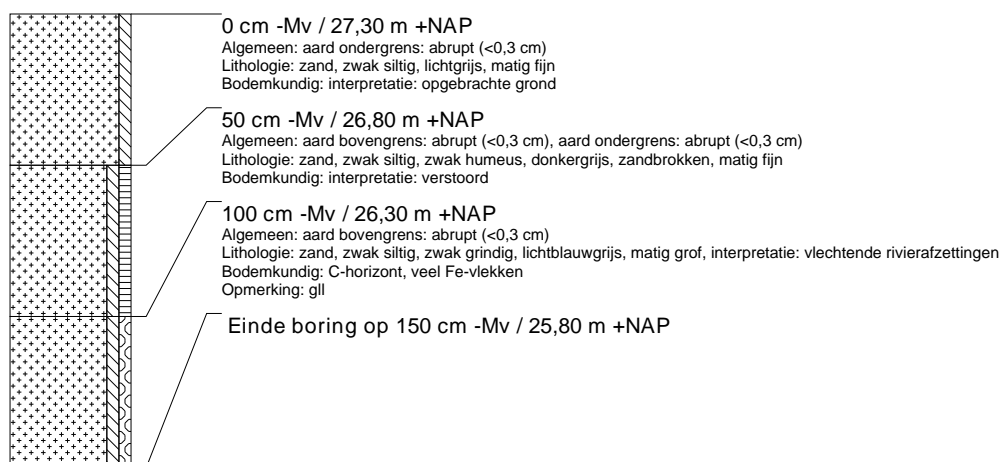 0 cm -Mv / 27,30 m +NAP
Algemeen: aard ondergrens: abrupt (<0,3 cm)
Lithologie: zand, zwak siltig, lichtgrijs, matig fijn
Bodemkundig: interpretatie: opgebrachte grond
50 cm -Mv / 26,80 m +NAP
Algemeen: aard bovengrens: abrupt (<0,3 cm), aard ondergrens: abrupt (<0,3 cm)
Lithologie: zand, zwak siltig, zwak humeus, donkergrijs, zandbrokken, matig fijn
Bodemkundig: interpretatie: verstoord
100 cm -Mv / 26,30 m +NAP
Algemeen: aard bovengrens: abrupt (<0,3 cm)
Lithologie: zand, zwak siltig, zwak grindig, lichtblauwgrijs, matig grof, interpretatie: vlechtende rivierafzettingen
Bodemkundig: C-horizont, veel Fe-vlekken
Opmerking: gll
Einde boring op 150 cm -Mv / 25,80 m +NAP